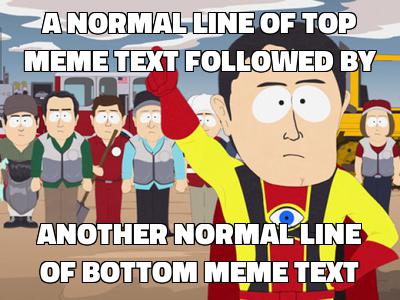 A NORMAL LINE OF TOP
MEME TEXT FOLLOWED BY
ANOTHER NORMAL LINE
OF BOTTOM MEME TEXT